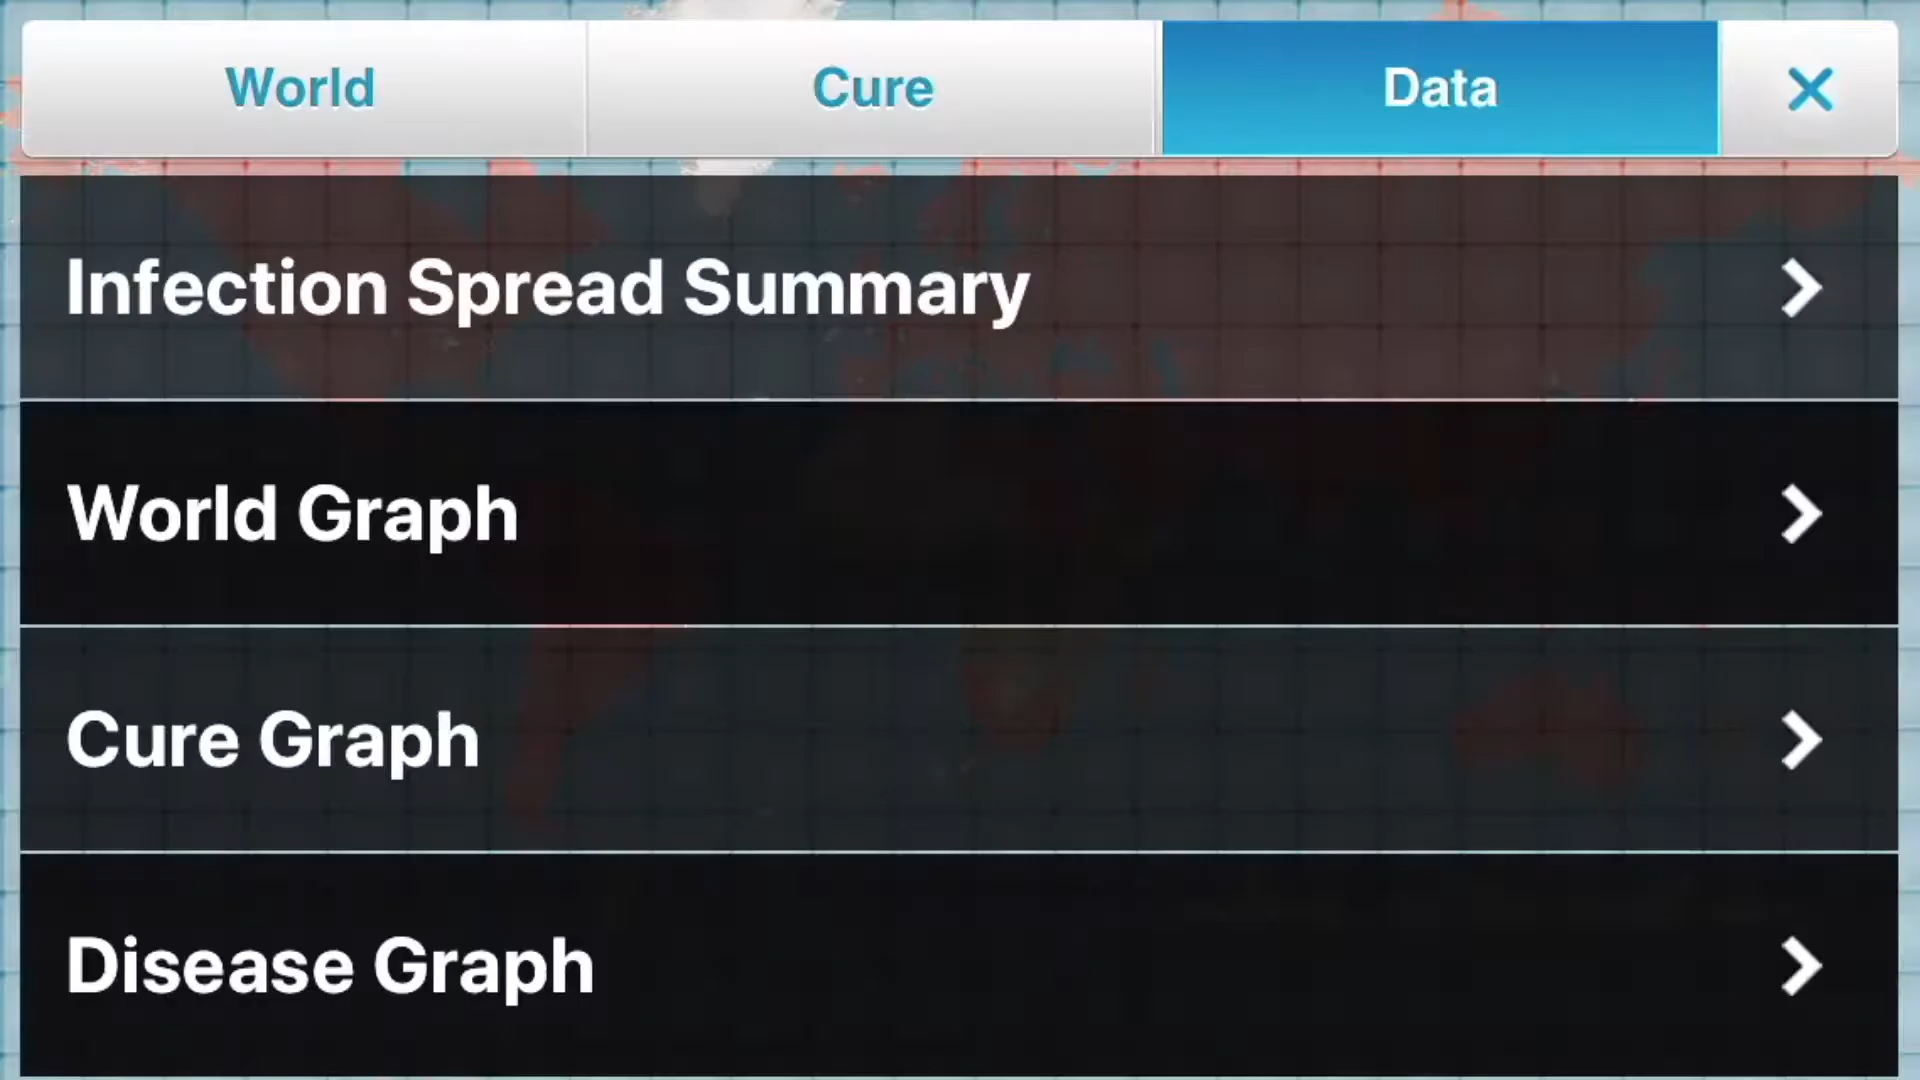 World
Cure
Data
Infection Spread Summary
World Graph
Cure Graph
Disease Graph